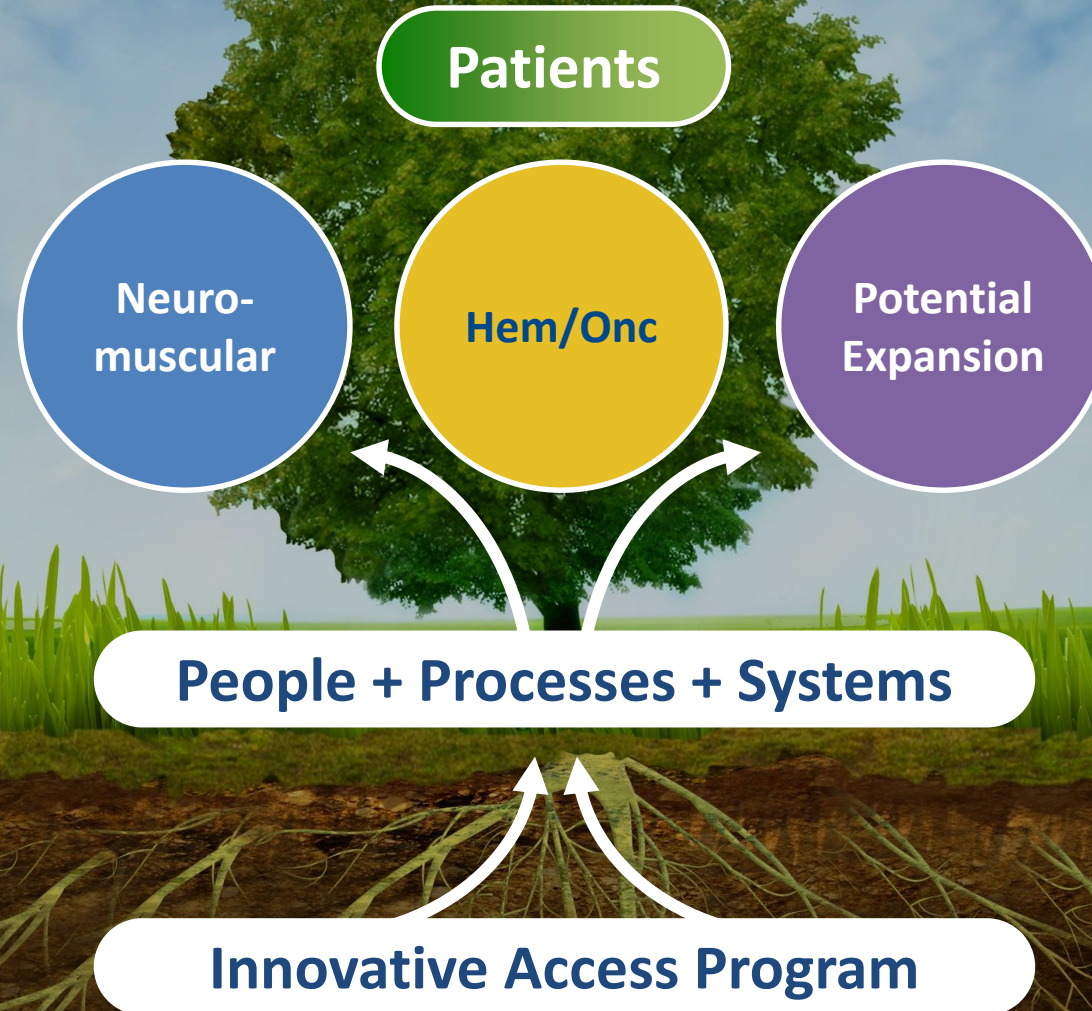 Patients
Neuro-
muscular
Hem/Onc
Potential
Expansion
People + Processes + Systems
Innovative Access Program